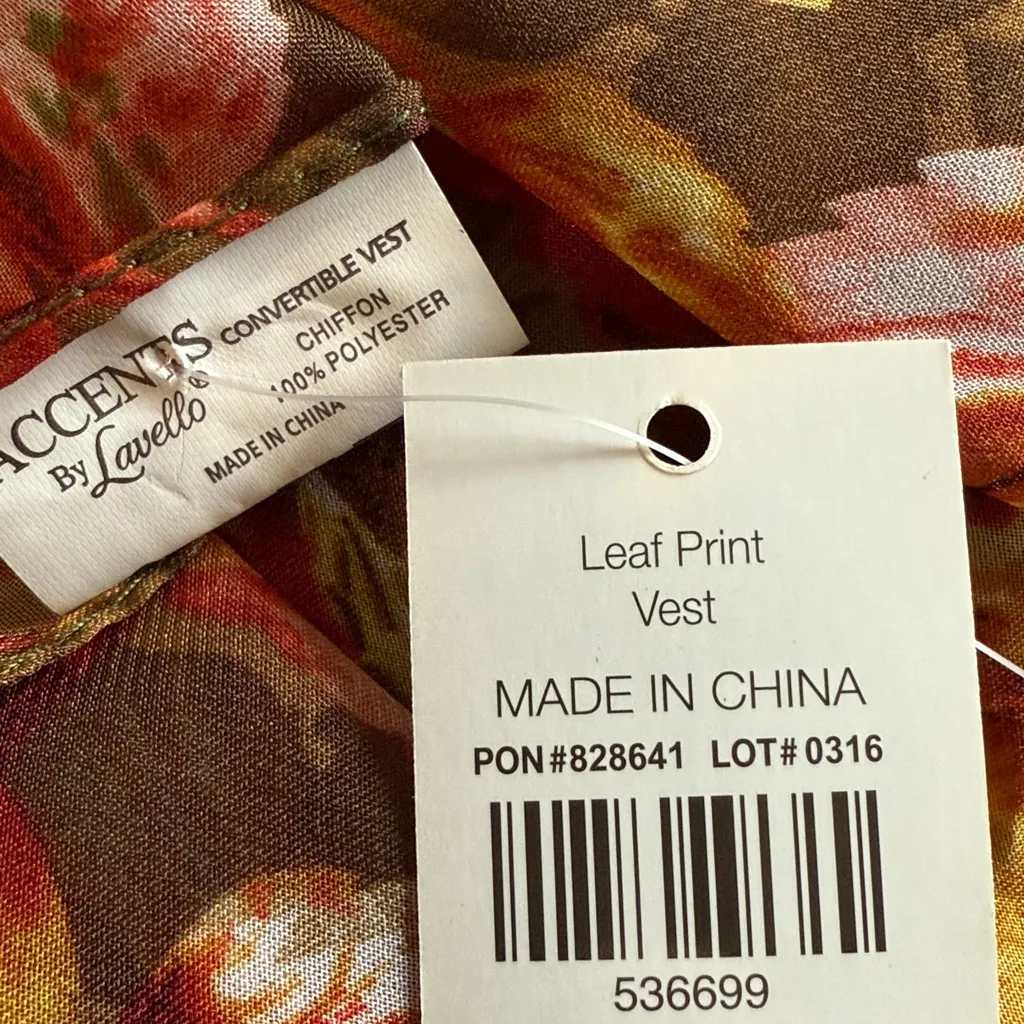 ACCENTS
By Lavello®
CONVERTIBLE VEST
CHIFFON
100% POLYESTER
MADE IN CHINA
Leaf Print
Vest
MADE IN CHINA
PON#828641 LOT# 0316
536699